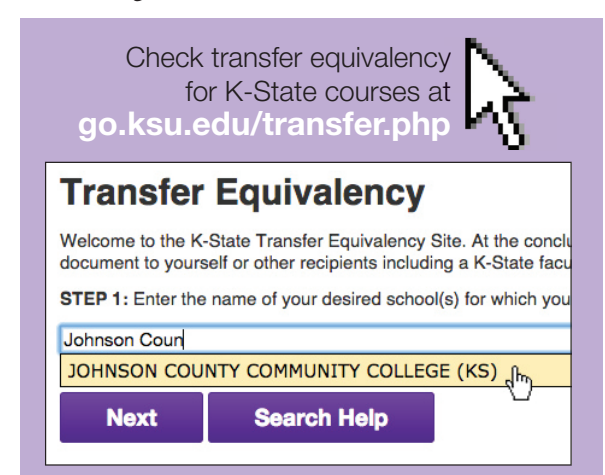 Check transfer equivalency
for K-State courses at
go.ksu.edu/transfer.php
Transfer Equivalency
Welcome to the K-State Transfer Equivalency Site. At the conclu
document to yourself or other recipients including a K-State facu
STEP 1: Enter the name of your desired school(s) for which you
Johnson Coun
JOHNSON COUNTY COMMUNITY COLLEGE (KS)
Next Search Help